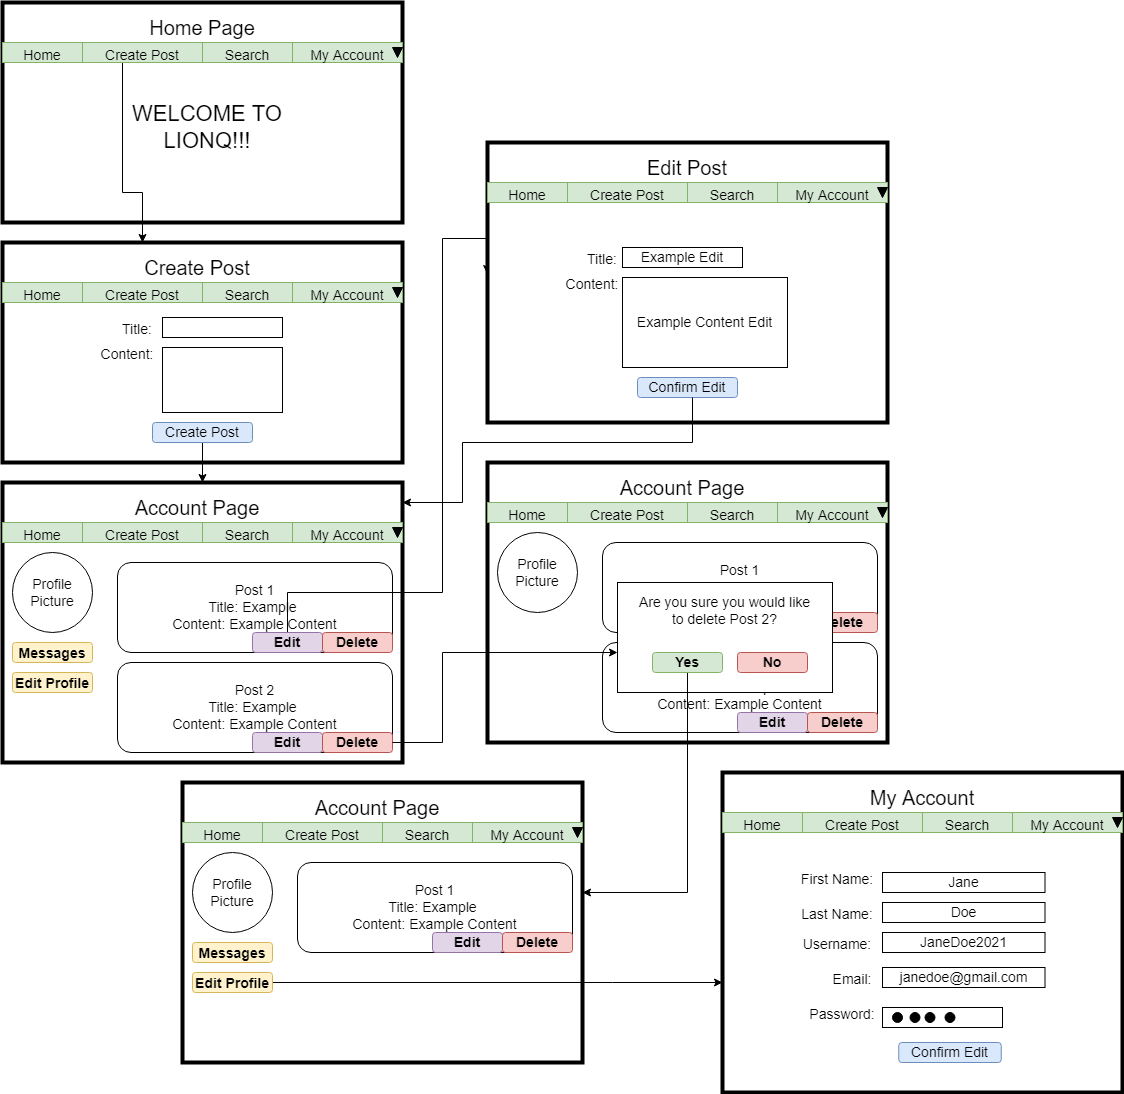 Home Page
Home Create Post Search My Account
WELCOME TO
LIONQ!!!
Create Post
Home Create Post Search My Account
Title:
Content:
Create Post
Edit Post
Home Create Post Search My Account
Title: Example Edit
Content:
Example Content Edit
Confirm Edit
Account Page
Home Create Post Search My Account
Profile
Picture
Messages
Edit Profile
Post 1
Title: Example
Content: Example Content
Edit Delete
Post 2
Title: Example
Content: Example Content
Edit Delete
Account Page
Home Create Post Search My Account
Profile
Picture
Post 1
Are you sure you would like
to delete Post 2?
Yes No
elete
Content: Example Content
Edit Delete
Account Page
Home Create Post Search My Account
Profile
Picture
Messages
Edit Profile
Post 1
Title: Example
Content: Example Content
Edit Delete
My Account
Home Create Post Search My Account
First Name: Jane
Last Name: Doe
Username: JaneDoe2021
Email: janedoe@gmail.com
Password:
Confirm Edit